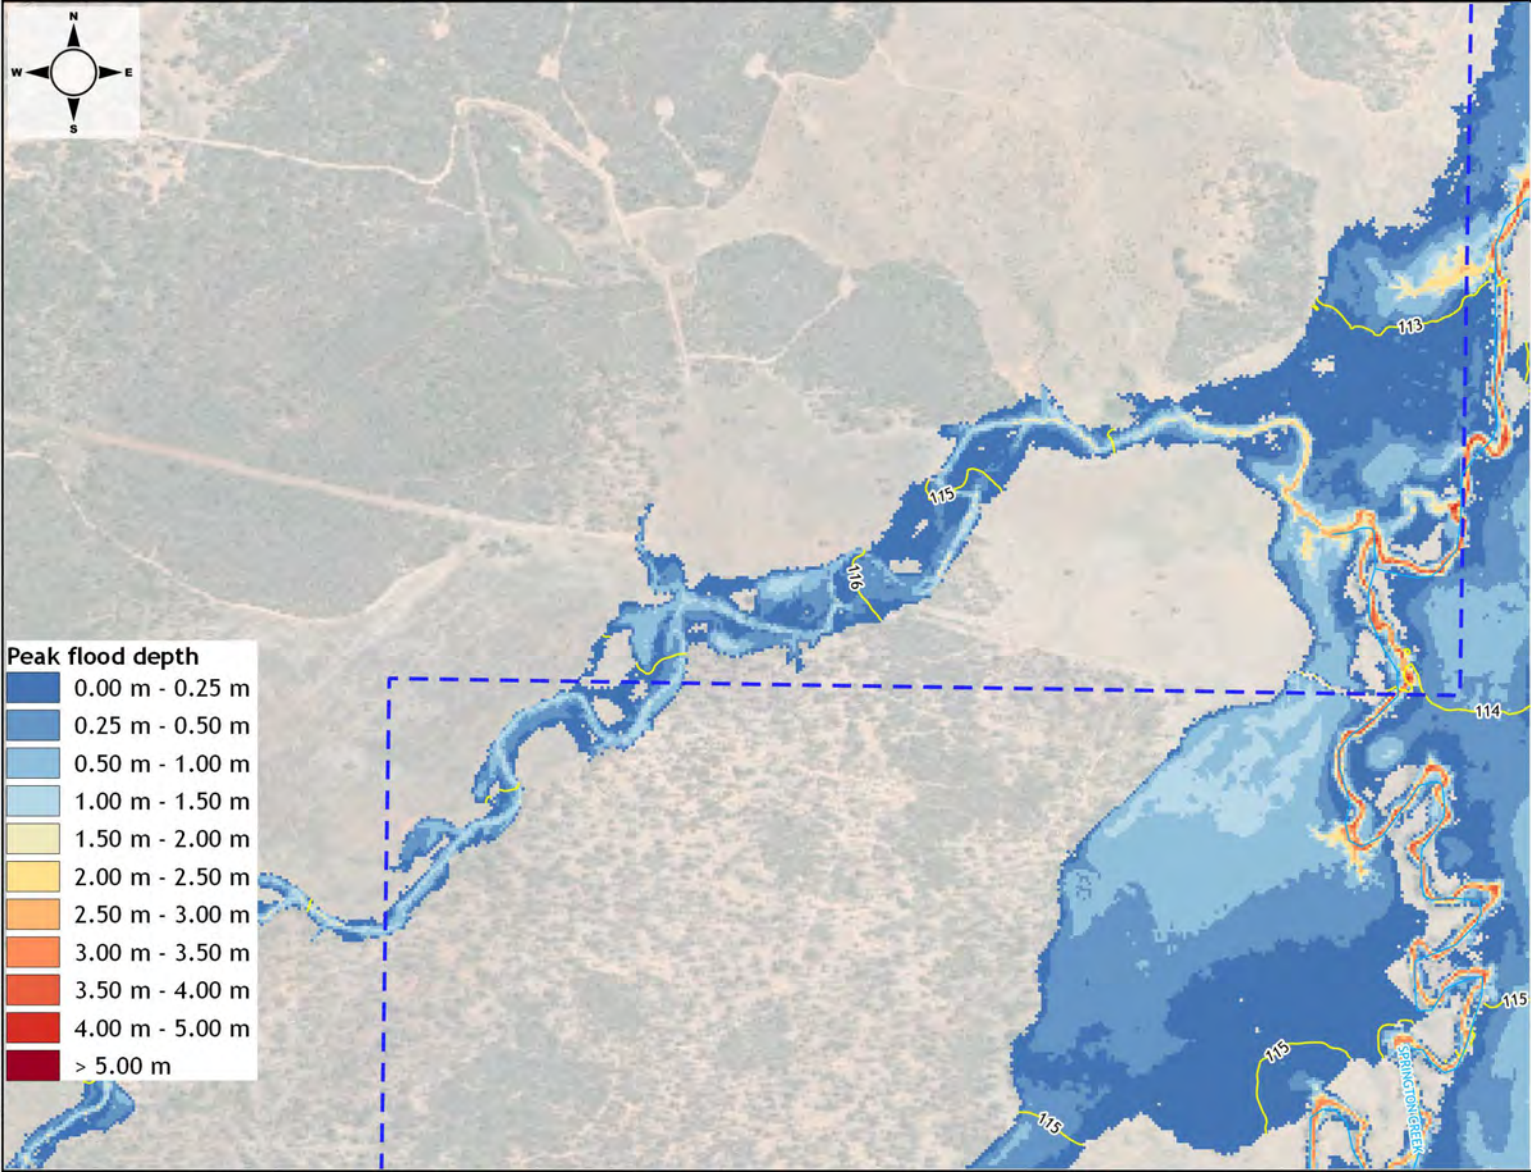 N
W E
S
113
115
116
114
Peak flood depth
0.00 m - 0.25 m
0.25 m - 0.50 m
0.50 m - 1.00 m
1.00 m - 1.50 m
1.50 m - 2.00 m
2.00 m - 2.50 m
2.50 m - 3.00 m
3.00 m - 3.50 m
3.50 m - 4.00 m
4.00 m - 5.00 m
> 5.00 m
115
115
115
SPRINGTON CREEK